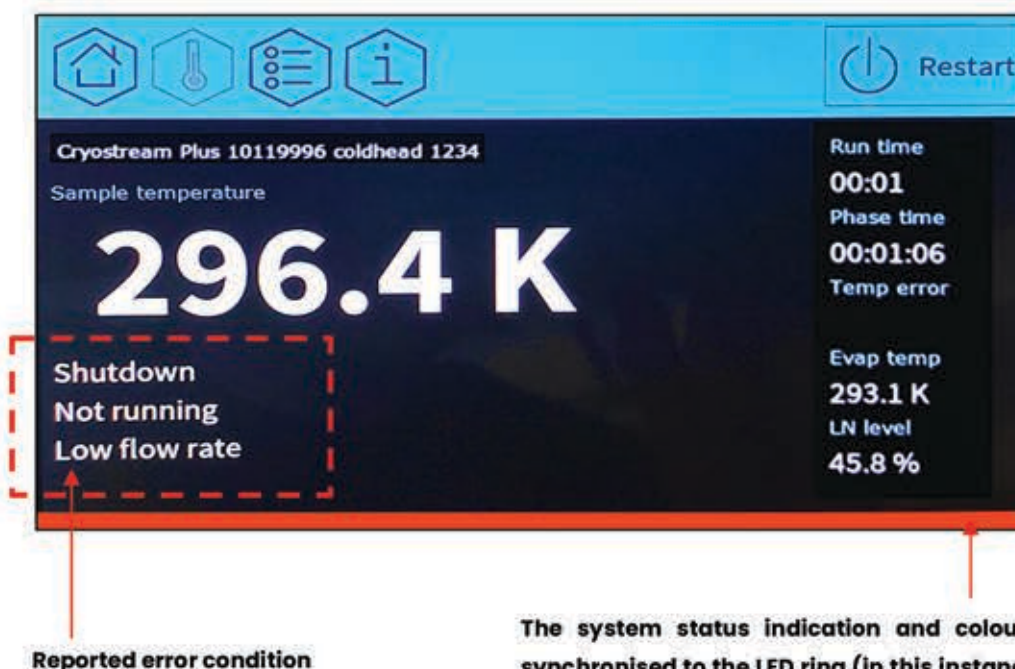 Restart
Cryostream Plus 10119996 coldhead 1234
Sample temperature
296.4 K
Shutdown
Not running
Low flow rate
Run time
00:01
Phase time
00:01:06
Temp error
Evap temp
293.1 K
LN level
45.8 %
Reported error condition
The system status indication and colou
synchronised to the LED ring (in this instanc